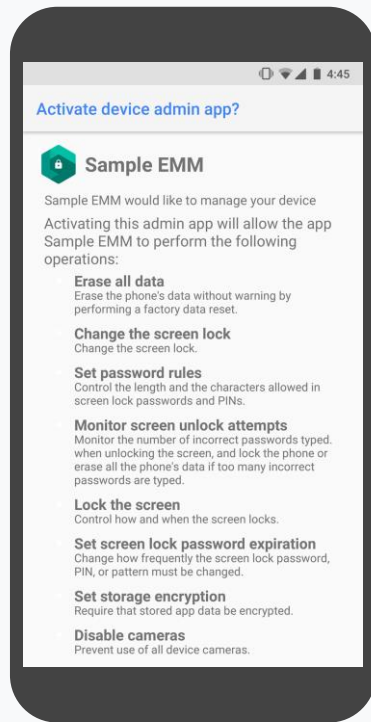 4:45
Activate device admin app?
Sample EMM
Sample EMM would like to manage your device
Activating this admin app will allow the app
Sample EMM to perform the following
operations:
Erase all data
Erase the phone's data without warning by
performing a factory data reset.
Change the screen lock
Change the screen lock.
Set password rules
Control the length and the characters allowed in
screen lock passwords and PINs.
Monitor screen unlock attempts
Monitor the number of incorrect passwords typed.
when unlocking the screen, and lock the phone or
erase all the phone's data if too many incorrect
passwords are typed.
Lock the screen
Control how and when the screen locks.
Set screen lock password expiration
Change how frequently the screen lock password,
PIN, or pattern must be changed.
Set storage encryption
Require that stored app data be encrypted.
Disable cameras
Prevent use of all device cameras.